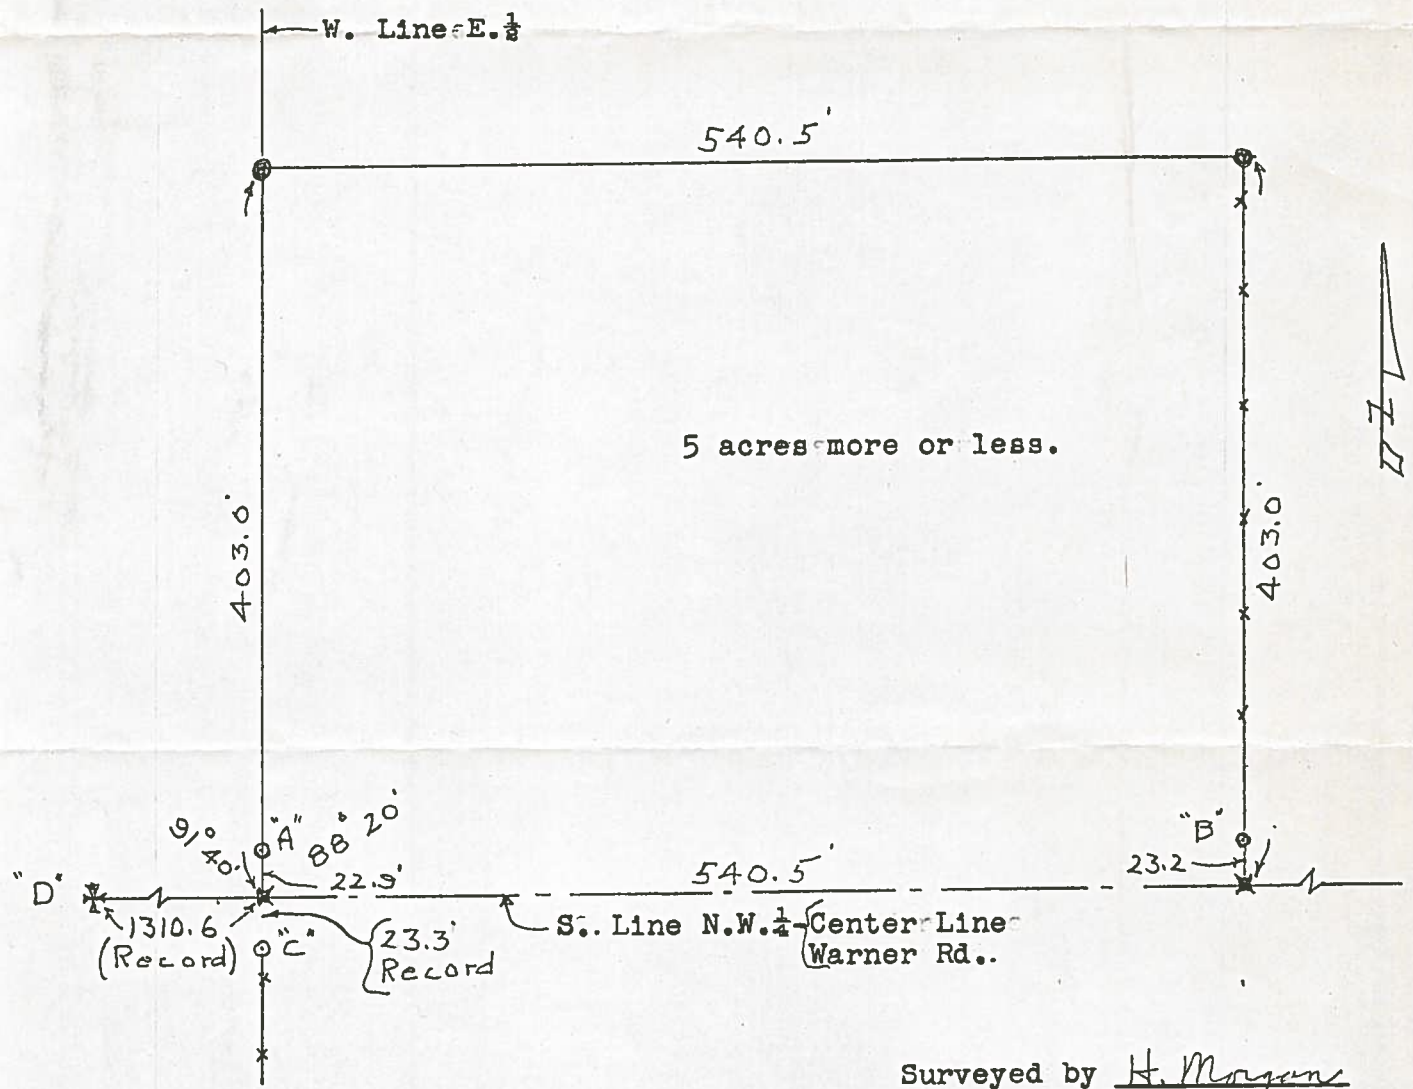 W. Line E.½
540.5'
5 acres more or less.
403.0'
403.0'
91° 40'
"A"
88° 20'
"B"
22.9'
540.5'
23.2
"D"
1310.6
(Record)
"C"
23.3'
Record
S. Line N.W.¼ Center Line
Warner Rd..
N
Surveyed by H. Morgan